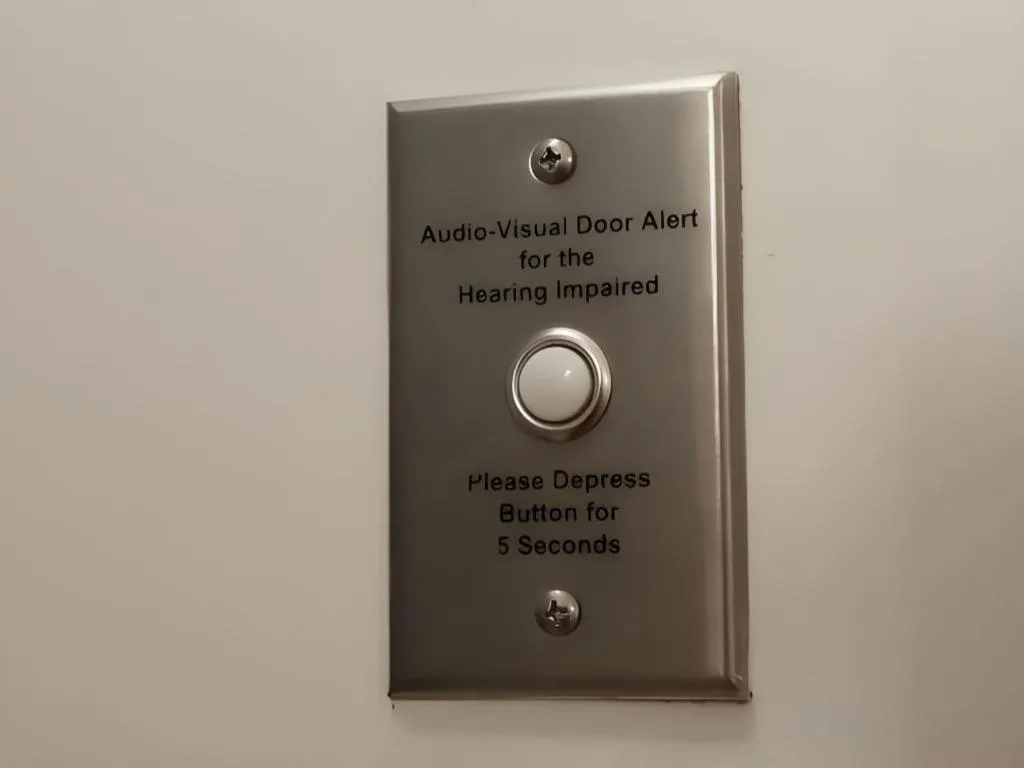 Audio-Visual Door Alert
for the
Hearing Impaired
Please Depress
Button for
5 Seconds